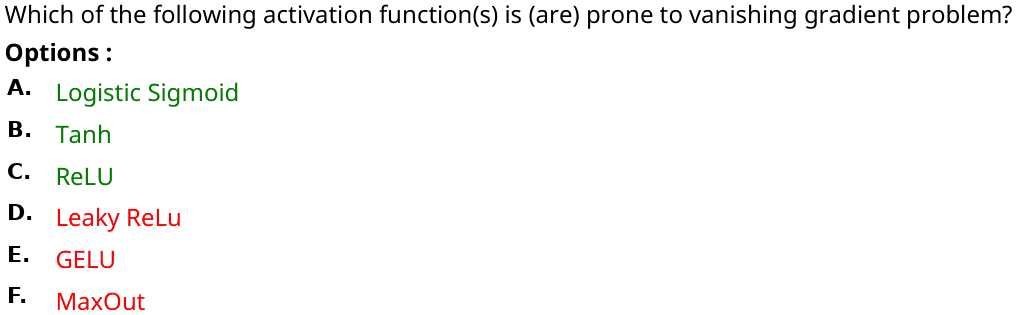 Which of the following activation function(s) is (are) prone to vanishing gradient problem?
Options :
A. Logistic Sigmoid
B. Tanh
C. ReLU
D. Leaky ReLu
E. GELU
F. MaxOut